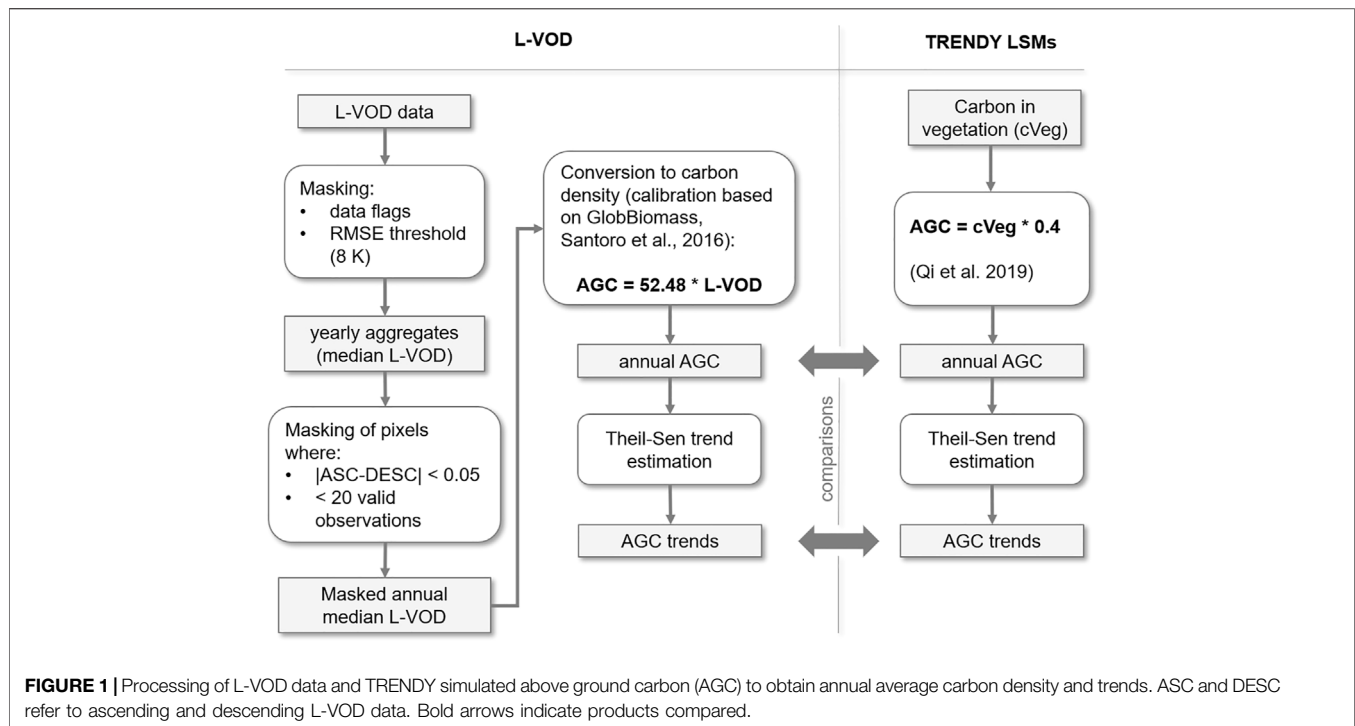 L-VOD
TRENDY LSMs
L-VOD data
Masking:
• data flags
• RMSE threshold
(8 K)
yearly aggregates
(median L-VOD)
Masking of pixels
where:
• |ASC-DESC| < 0.05
• < 20 valid
observations
Masked annual
median L-VOD
Conversion to carbon
density (calibration based
on GlobBiomass,
Santoro et al., 2016):
AGC = 52.48 * L-VOD
annual AGC
Theil-Sen trend
estimation
AGC trends
comparisons
Carbon in
vegetation (cVeg)
AGC = cVeg * 0.4
(Qi et al. 2019)
annual AGC
Theil-Sen trend
estimation
AGC trends
FIGURE 1 | Processing of L-VOD data and TRENDY simulated above ground carbon (AGC) to obtain annual average carbon density and trends. ASC and DESC
refer to ascending and descending L-VOD data. Bold arrows indicate products compared.